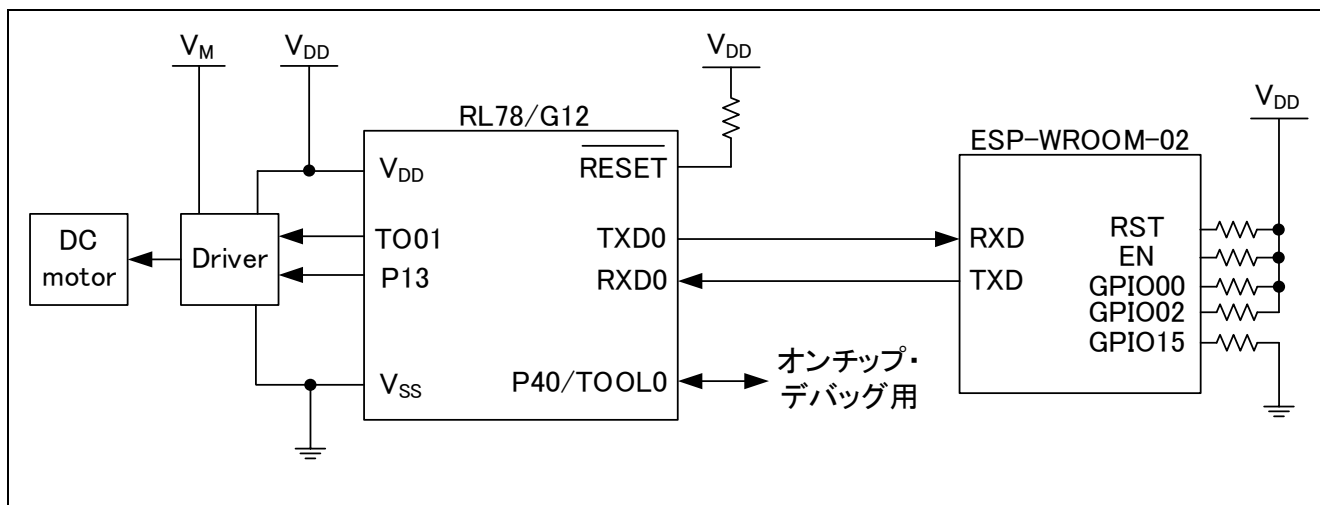 VM
VDD
VDD
VDD
RL78/G12
ESP-WROOM-02
VDD
RESET
DC
motor
Driver
TO01
P13
TXD0
RXD0
RXD
TXD
RST
EN
GPIO00
GPIO02
GPIO15
VSS
P40/TOOL0
オンチップ・
デバッグ用